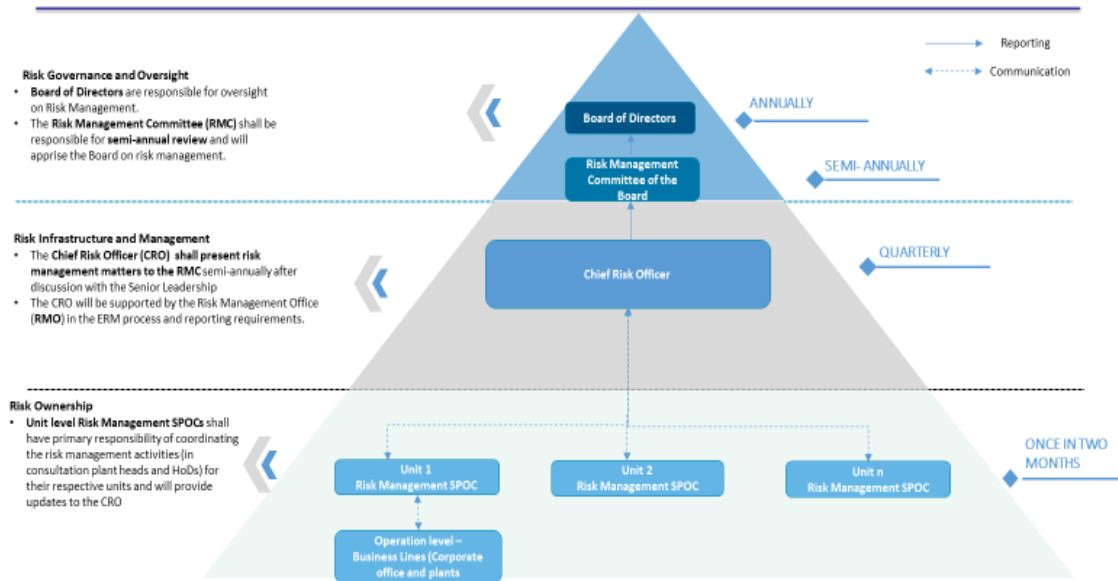 Reporting
Communication
Risk Governance and Oversight
• Board of Directors are responsible for oversight
on Risk Management.
• The Risk Management Committee (RMC) shall be
responsible for semi-annual review and will
apprise the Board on risk management.
Board of Directors
Risk Management
Committee of the
Board
ANNUALLY
SEMI- ANNUALLY
Risk Infrastructure and Management
• The Chief Risk Officer (CRO) shall present risk
management matters to the RMC semi-annually after
discussion with the Senior Leadership
• The CRO will be supported by the Risk Management Office
(RMO) in the ERM process and reporting requirements.
Chief Risk Officer
QUARTERLY
Risk Ownership
• Unit level Risk Management SPOCs shall
have primary responsibility of coordinating
the risk management activities (in
consultation plant heads and HoDs) for
their respective units and will provide
updates to the CRO
Unit 1
Risk Management SPOC
Unit 2
Risk Management SPOC
Unit n
Risk Management SPOC
ONCE IN TWO
MONTHS
Operation level –
Business Lines (Corporate
office and plants